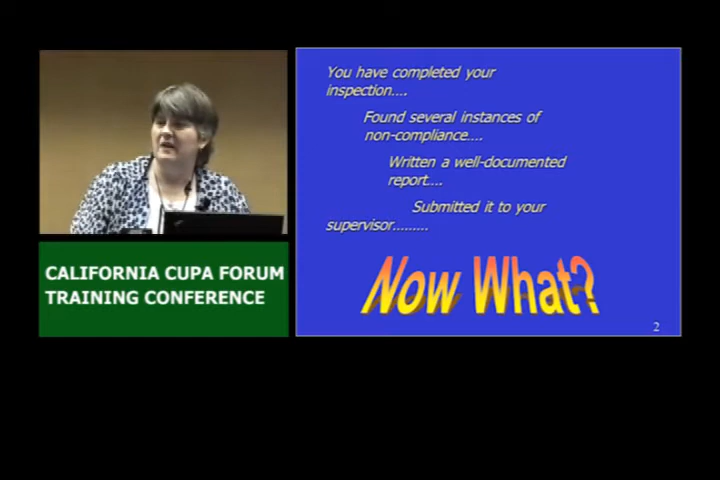 You have completed your
inspection….
Found several instances of
non-compliance….
Written a well-documented
report….
Submitted it to your
supervisor………
Now What?
2
CALIFORNIA CUPA FORUM
TRAINING CONFERENCE